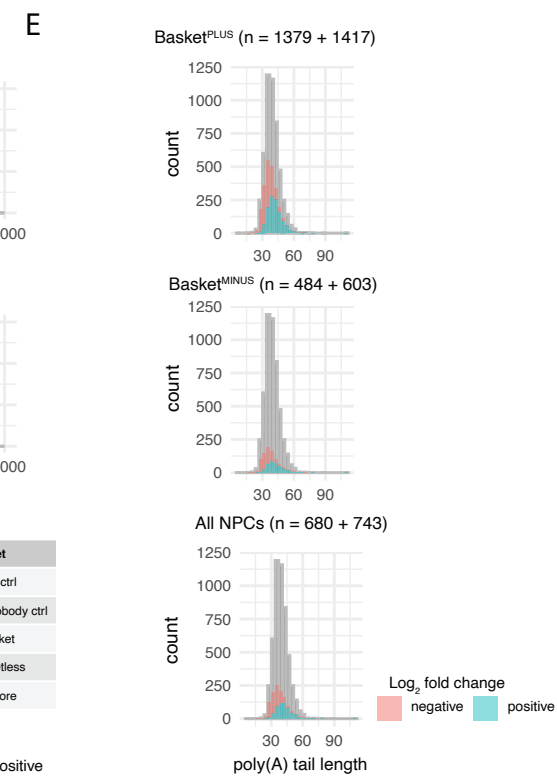 E
Basket^PLUS (n = 1379 + 1417)
1250
1000
750
500
250
0
count
30 60 90
000
Basket^MINUS (n = 484 + 603)
1250
1000
750
500
250
0
count
30 60 90
000
All NPCs (n = 680 + 743)
1250
1000
750
500
250
0
count
30 60 90
poly(A) tail length
et
ctrl
obody ctrl
ket
tless
ore
Log₂ fold change
negative positive
ositive